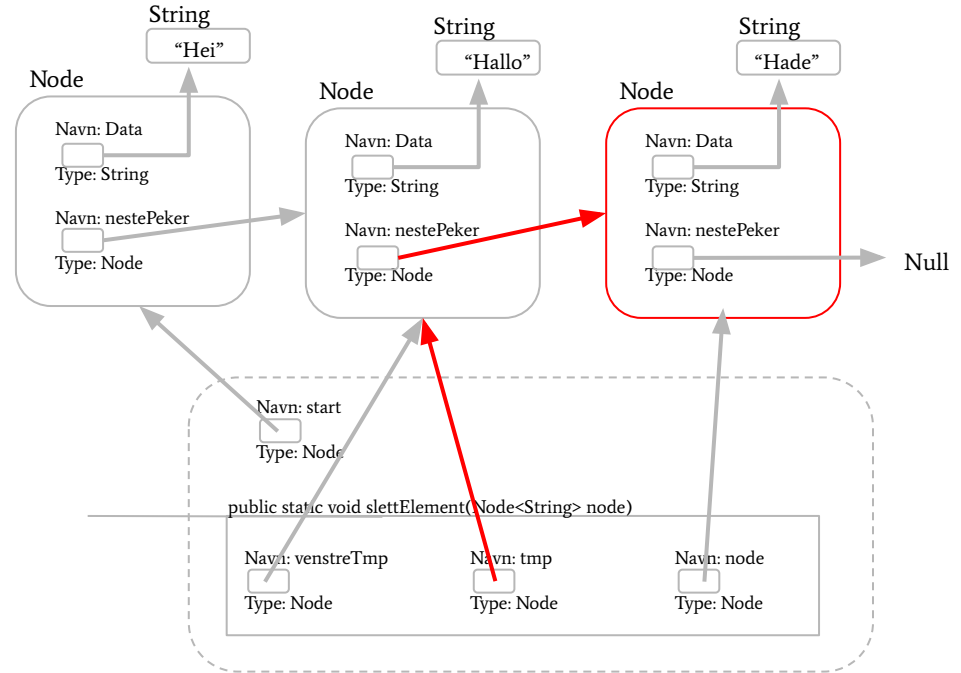 String
“Hei”
Node
Navn: Data
Type: String
Navn: nestePeker
Type: Node
String
“Hallo”
Node
Navn: Data
Type: String
Navn: nestePeker
Type: Node
String
“Hade”
Node
Navn: Data
Type: String
Navn: nestePeker
Type: Node
Null
Navn: start
Type: Node
public static void slettElement(Node<String> node)
Navn: venstreTmp
Type: Node
Navn: tmp
Type: Node
Navn: node
Type: Node